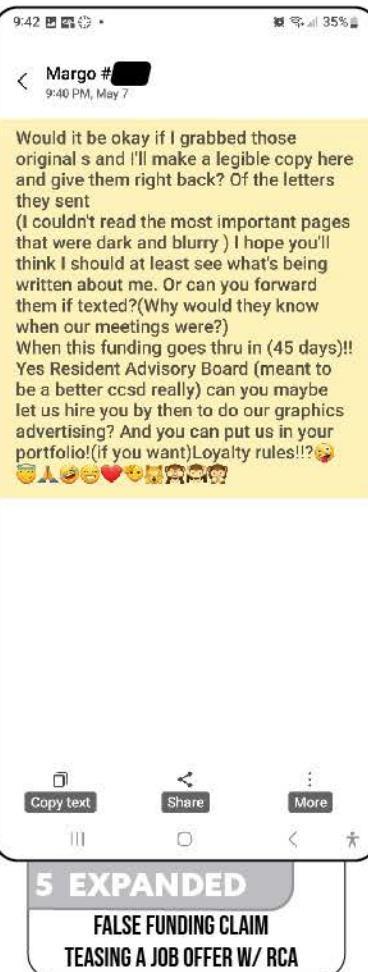 9:42
35%
Margo #
9:40 PM, May 7
Would it be okay if I grabbed those
original s and I'll make a legible copy here
and give them right back? Of the letters
they sent
(I couldn't read the most important pages
that were dark and blurry ) I hope you'll
think I should at least see what's being
written about me. Or can you forward
them if texted?(Why would they know
when our meetings were?)
When this funding goes thru in (45 days)!!
Yes Resident Advisory Board (meant to
be a better ccsd really) can you maybe
let us hire you by then to do our graphics
advertising? And you can put us in your
portfolio!(if you want)Loyalty rules!!?🤪
😇🙏🤣😁❤️🫡🙀🙈🙉🙊
Copy text
Share
More
5 EXPANDED
FALSE FUNDING CLAIM
TEASING A JOB OFFER W/ RCA